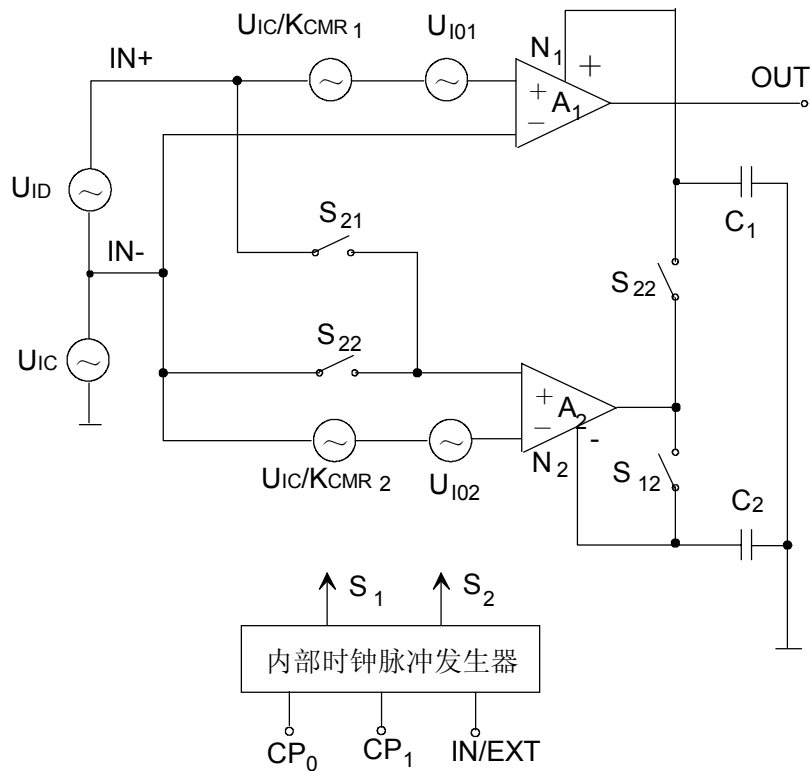 UIC/KCMR 1
UI01
N1
+
IN+
OUT
+
A1
−
UID
S21
C1
IN-
S22
S22
UIC
+
A2
−
-
UIC/KCMR 2
UI02
N2
S12
C2
S1
S2
内部时钟脉冲发生器
CP0
CP1
IN/EXT